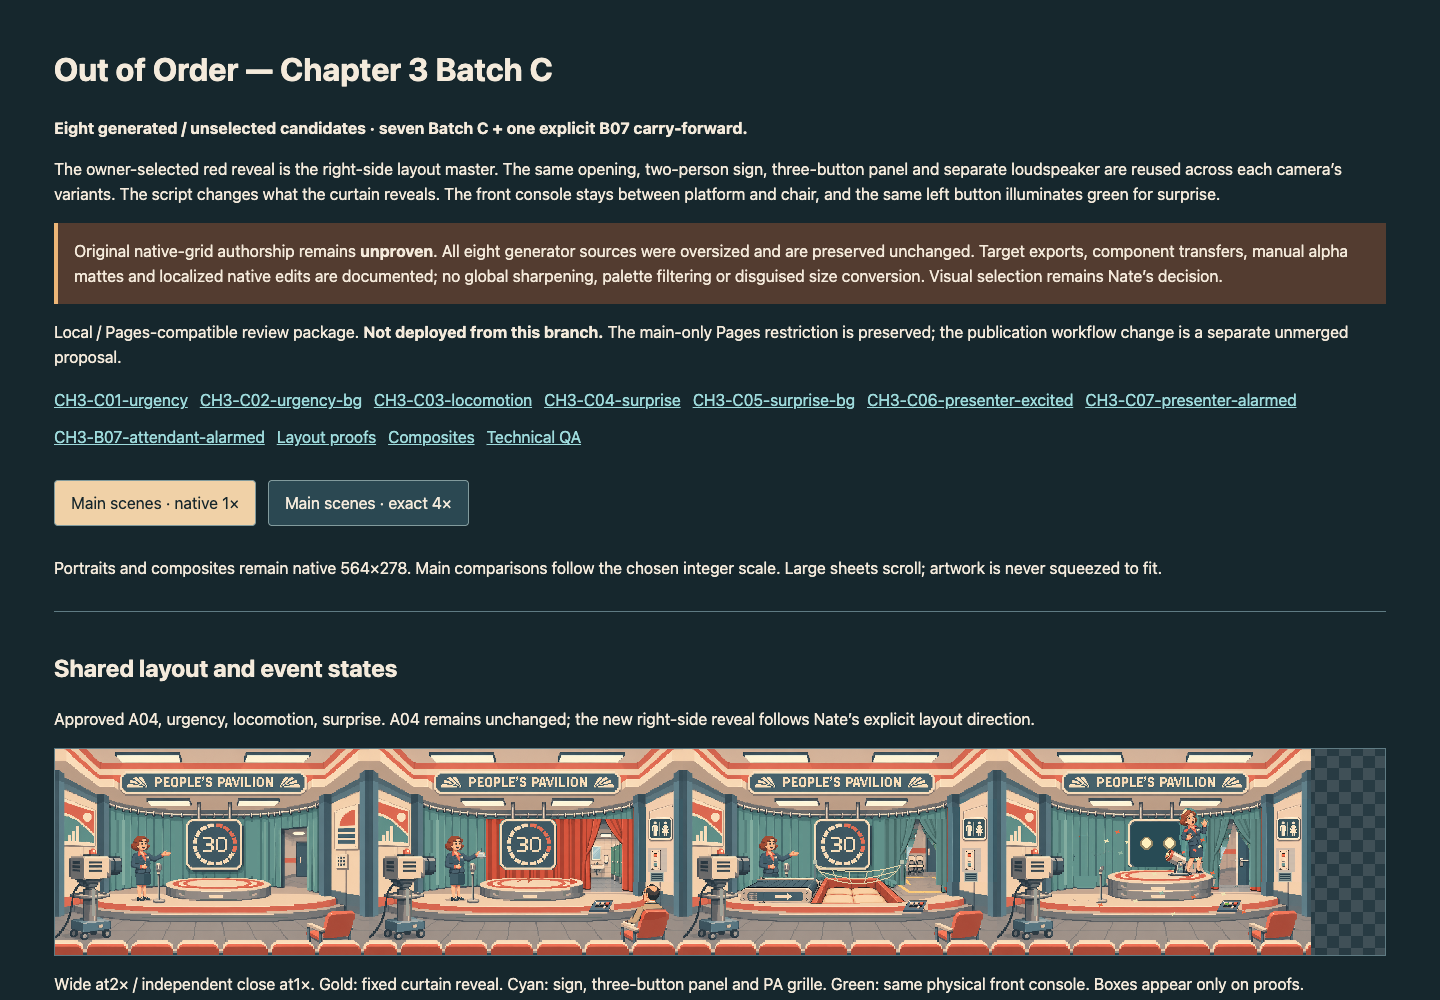 Out of Order — Chapter 3 Batch C
Eight generated / unselected candidates · seven Batch C + one explicit B07 carry-forward.
The owner-selected red reveal is the right-side layout master. The same opening, two-person sign, three-button panel and separate loudspeaker are reused across each camera’s
variants. The script changes what the curtain reveals. The front console stays between platform and chair, and the same left button illuminates green for surprise.
Original native-grid authorship remains unproven. All eight generator sources were oversized and are preserved unchanged. Target exports, component transfers, manual alpha
mattes and localized native edits are documented; no global sharpening, palette filtering or disguised size conversion. Visual selection remains Nate’s decision.
Local / Pages-compatible review package. Not deployed from this branch. The main-only Pages restriction is preserved; the publication workflow change is a separate unmerged
proposal.
CH3-C01-urgency CH3-C02-urgency-bg CH3-C03-locomotion CH3-C04-surprise CH3-C05-surprise-bg CH3-C06-presenter-excited CH3-C07-presenter-alarmed
CH3-B07-attendant-alarmed Layout proofs Composites Technical QA
Main scenes · native 1× Main scenes · exact 4×
Portraits and composites remain native 564×278. Main comparisons follow the chosen integer scale. Large sheets scroll; artwork is never squeezed to fit.
Shared layout and event states
Approved A04, urgency, locomotion, surprise. A04 remains unchanged; the new right-side reveal follows Nate’s explicit layout direction.
PEOPLE'S PAVILION PEOPLE'S PAVILION PEOPLE'S PAVILION PEOPLE'S PAVILION
30 30 30
Wide at2× / independent close at1×. Gold: fixed curtain reveal. Cyan: sign, three-button panel and PA grille. Green: same physical front console. Boxes appear only on proofs.